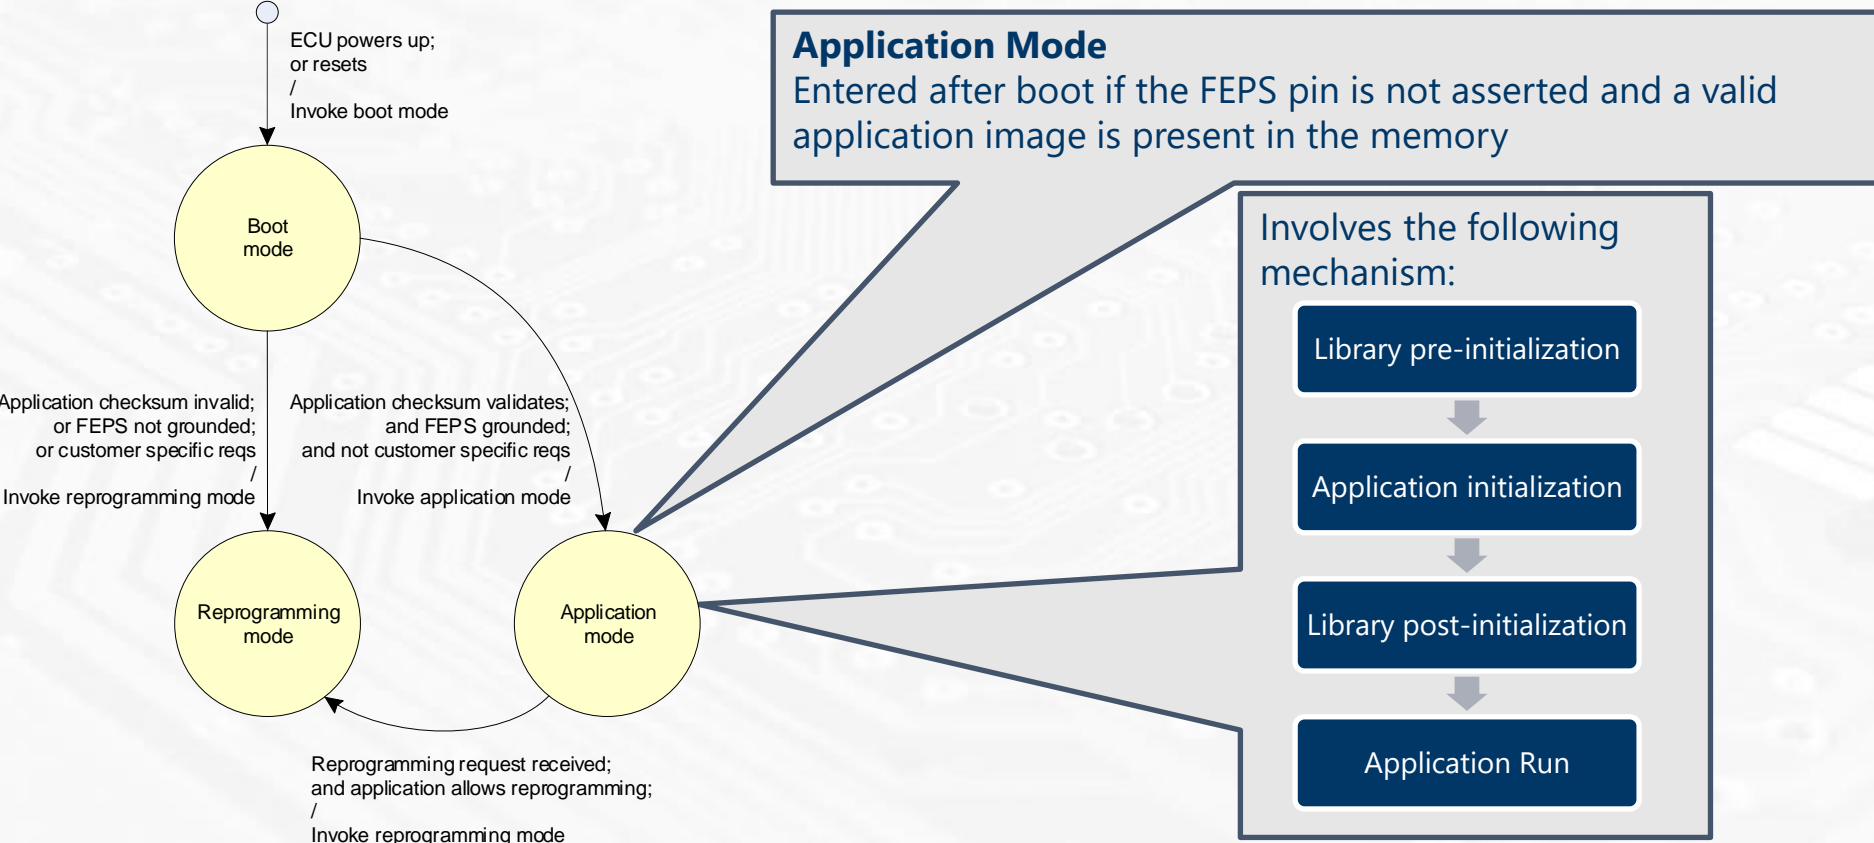 ECU powers up;
or resets
/
Invoke boot mode
Boot
mode
Application checksum invalid;
or FEPS not grounded;
or customer specific reqs
/
Invoke reprogramming mode
Application checksum validates;
and FEPS grounded;
and not customer specific reqs
/
Invoke application mode
Reprogramming
mode
Application
mode
Reprogramming request received;
and application allows reprogramming;
/
Invoke reprogramming mode
Application Mode
Entered after boot if the FEPS pin is not asserted and a valid
application image is present in the memory
Involves the following
mechanism:
Library pre-initialization
Application initialization
Library post-initialization
Application Run